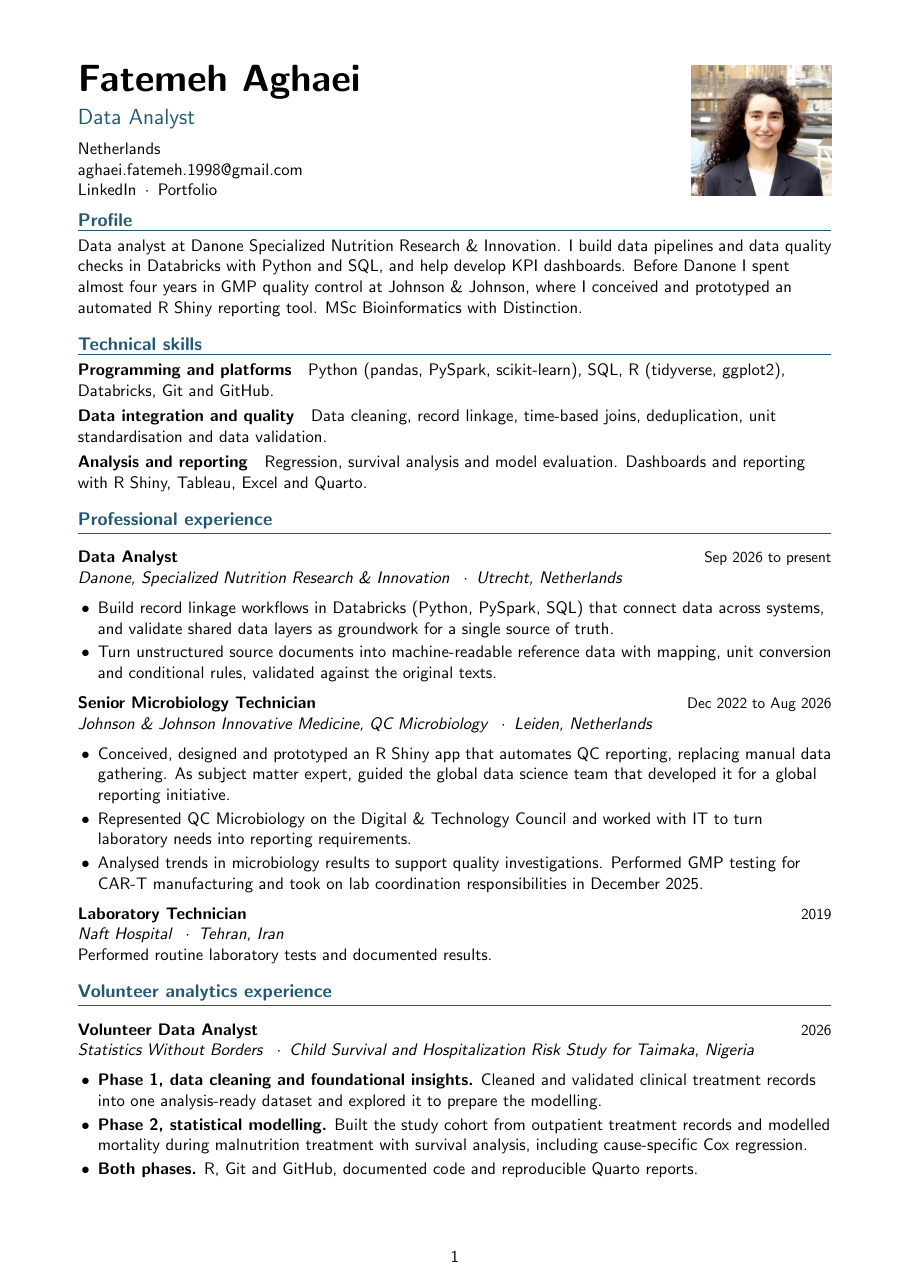 Fatemeh Aghaei
Data Analyst
Netherlands
aghaei.fatemeh.1998@gmail.com
LinkedIn · Portfolio
Profile
Data analyst at Danone Specialized Nutrition Research & Innovation. I build data pipelines and data quality
checks in Databricks with Python and SQL, and help develop KPI dashboards. Before Danone I spent
almost four years in GMP quality control at Johnson & Johnson, where I conceived and prototyped an
automated R Shiny reporting tool. MSc Bioinformatics with Distinction.
Technical skills
Programming and platforms Python (pandas, PySpark, scikit-learn), SQL, R (tidyverse, ggplot2),
Databricks, Git and GitHub.
Data integration and quality Data cleaning, record linkage, time-based joins, deduplication, unit
standardisation and data validation.
Analysis and reporting Regression, survival analysis and model evaluation. Dashboards and reporting
with R Shiny, Tableau, Excel and Quarto.
Professional experience
Data Analyst Sep 2026 to present
Danone, Specialized Nutrition Research & Innovation · Utrecht, Netherlands
• Build record linkage workflows in Databricks (Python, PySpark, SQL) that connect data across systems,
and validate shared data layers as groundwork for a single source of truth.
• Turn unstructured source documents into machine-readable reference data with mapping, unit conversion
and conditional rules, validated against the original texts.
Senior Microbiology Technician Dec 2022 to Aug 2026
Johnson & Johnson Innovative Medicine, QC Microbiology · Leiden, Netherlands
• Conceived, designed and prototyped an R Shiny app that automates QC reporting, replacing manual data
gathering. As subject matter expert, guided the global data science team that developed it for a global
reporting initiative.
• Represented QC Microbiology on the Digital & Technology Council and worked with IT to turn
laboratory needs into reporting requirements.
• Analysed trends in microbiology results to support quality investigations. Performed GMP testing for
CAR-T manufacturing and took on lab coordination responsibilities in December 2025.
Laboratory Technician 2019
Naft Hospital · Tehran, Iran
Performed routine laboratory tests and documented results.
Volunteer analytics experience
Volunteer Data Analyst 2026
Statistics Without Borders · Child Survival and Hospitalization Risk Study for Taimaka, Nigeria
• Phase 1, data cleaning and foundational insights. Cleaned and validated clinical treatment records
into one analysis-ready dataset and explored it to prepare the modelling.
• Phase 2, statistical modelling. Built the study cohort from outpatient treatment records and modelled
mortality during malnutrition treatment with survival analysis, including cause-specific Cox regression.
• Both phases. R, Git and GitHub, documented code and reproducible Quarto reports.
1